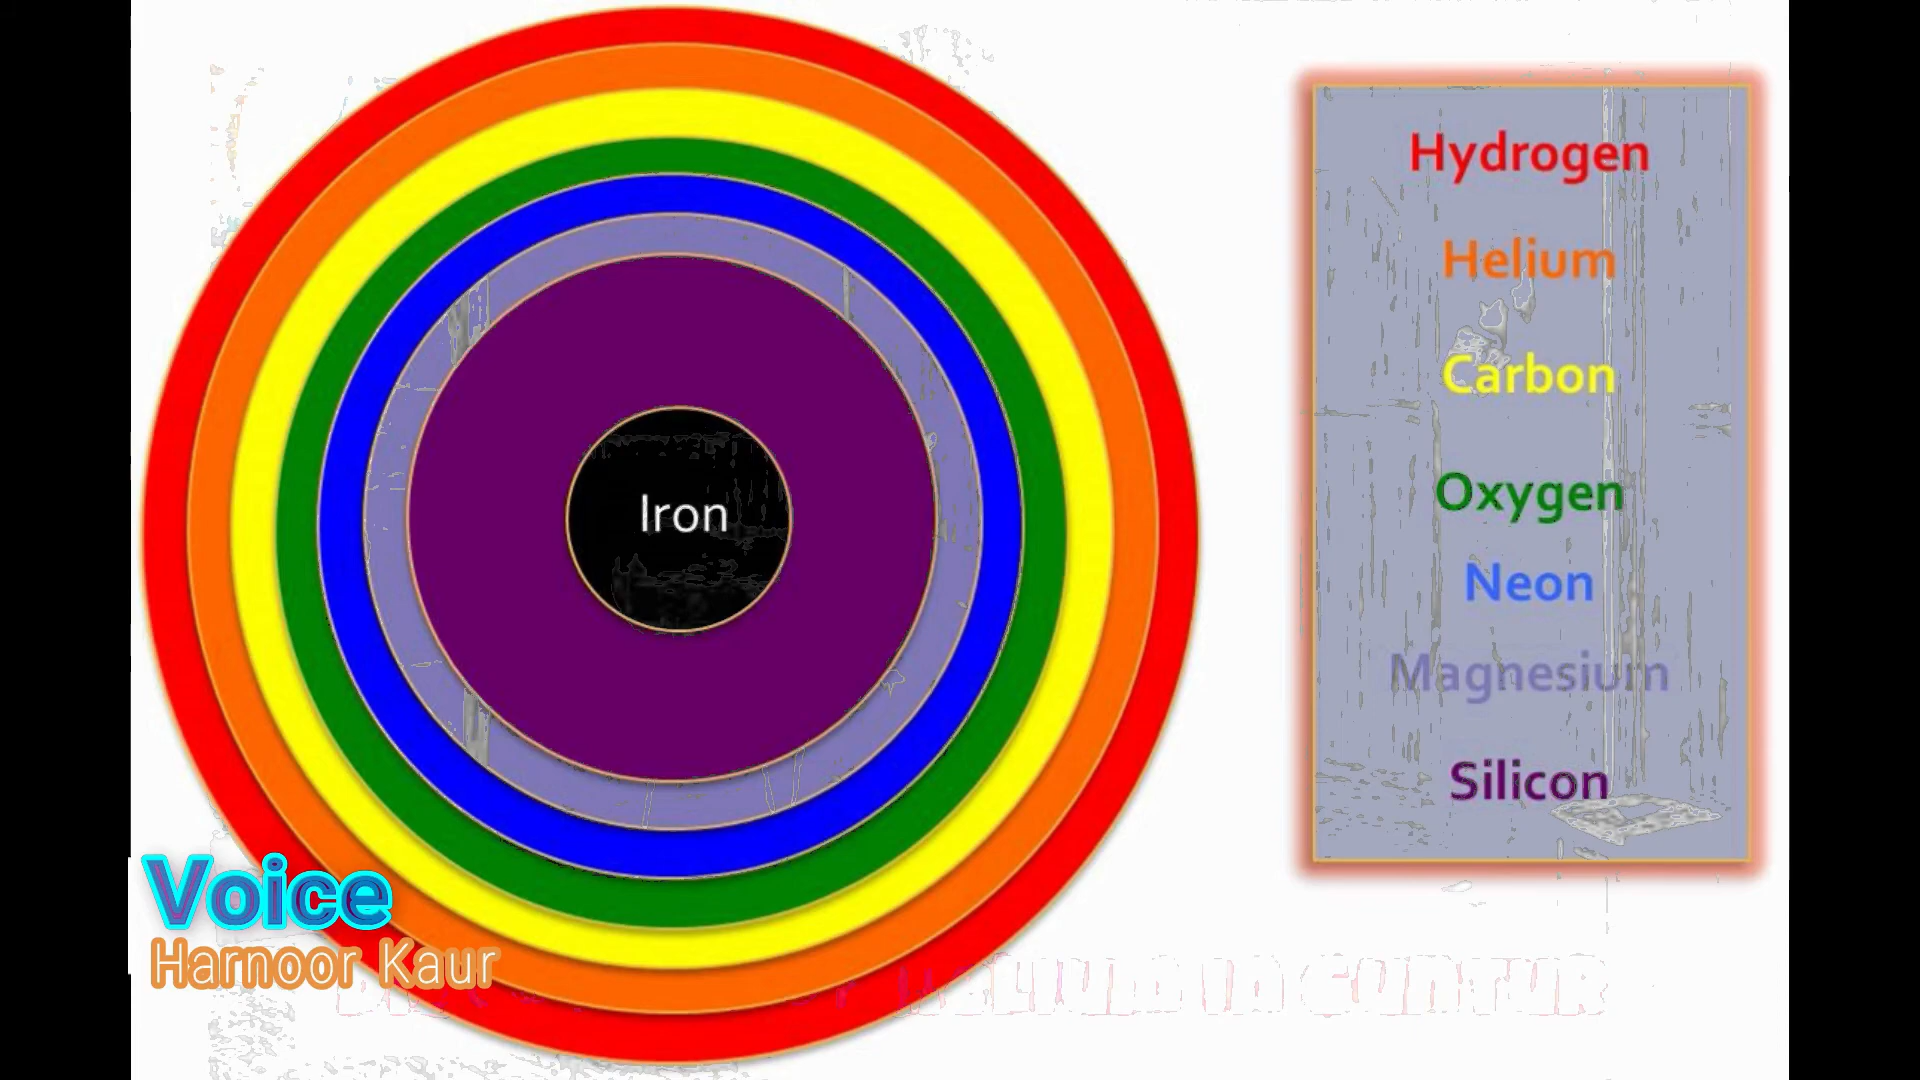 Iron
Hydrogen
Helium
Carbon
Oxygen
Neon
Magnesium
Silicon
Voice
Harnoor Kaur